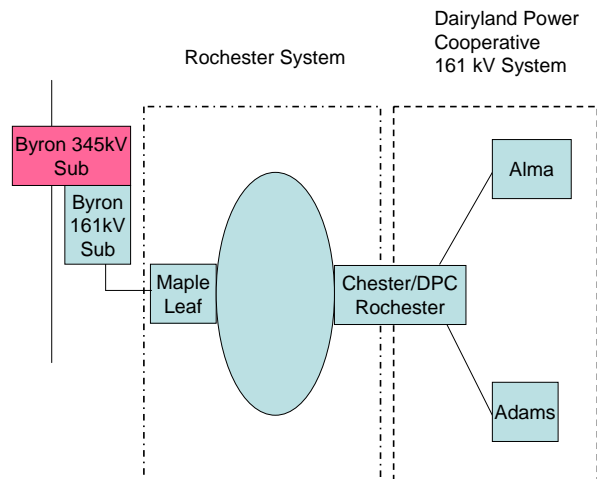 Dairyland Power
Cooperative
161 kV System
Rochester System
Byron 345kV
Sub
Byron
161kV
Sub
Maple
Leaf
Chester/DPC
Rochester
Alma
Adams